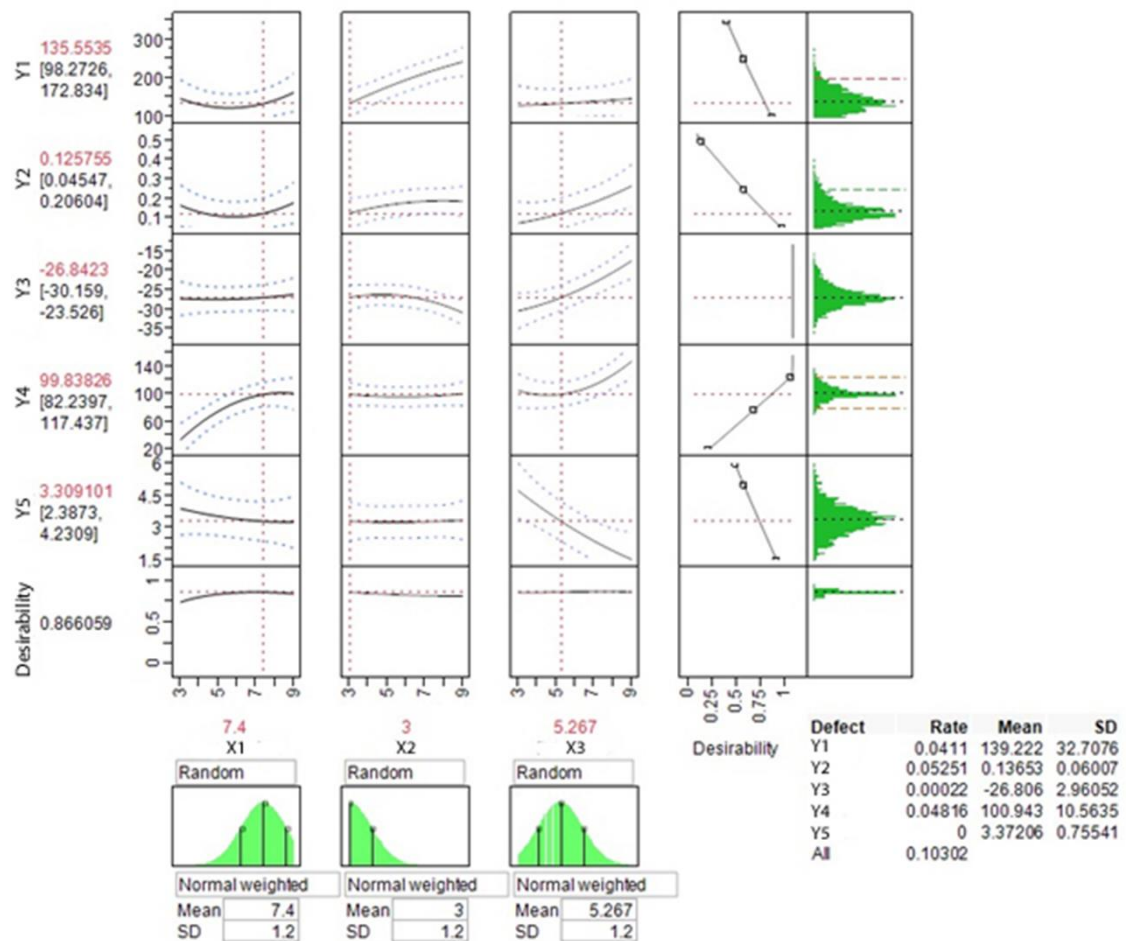 Y1
135.5535
[98.2726,
172.834]
300
200
100
Y2
0.125755
[0.04547,
0.20604]
0.5
0.4
0.3
0.2
0.1
Y3
-26.8423
[-30.159,
-23.526]
-15
-20
-25
-30
-35
Y4
99.83826
[82.2397,
117.437]
140
100
60
20
Y5
3.309101
[2.3873,
4.2309]
6
4.5
3
1.5
Desirability
0.866059
1
0.5
0
3 5 7 9 3 5 7 9 3 5 7 9 0 0.25 0.5 0.75 1
7.4 3 5.267
X1 X2 X3 Desirability
Random Random Random
Normal weighted Normal weighted Normal weighted
Mean 7.4 Mean 3 Mean 5.267
SD 1.2 SD 1.2 SD 1.2
Defect Rate Mean SD
Y1 0.0411 139.222 32.7076
Y2 0.05251 0.13653 0.06007
Y3 0.00022 -26.806 2.96052
Y4 0.04816 100.943 10.5635
Y5 0 3.37206 0.75541
All 0.10302